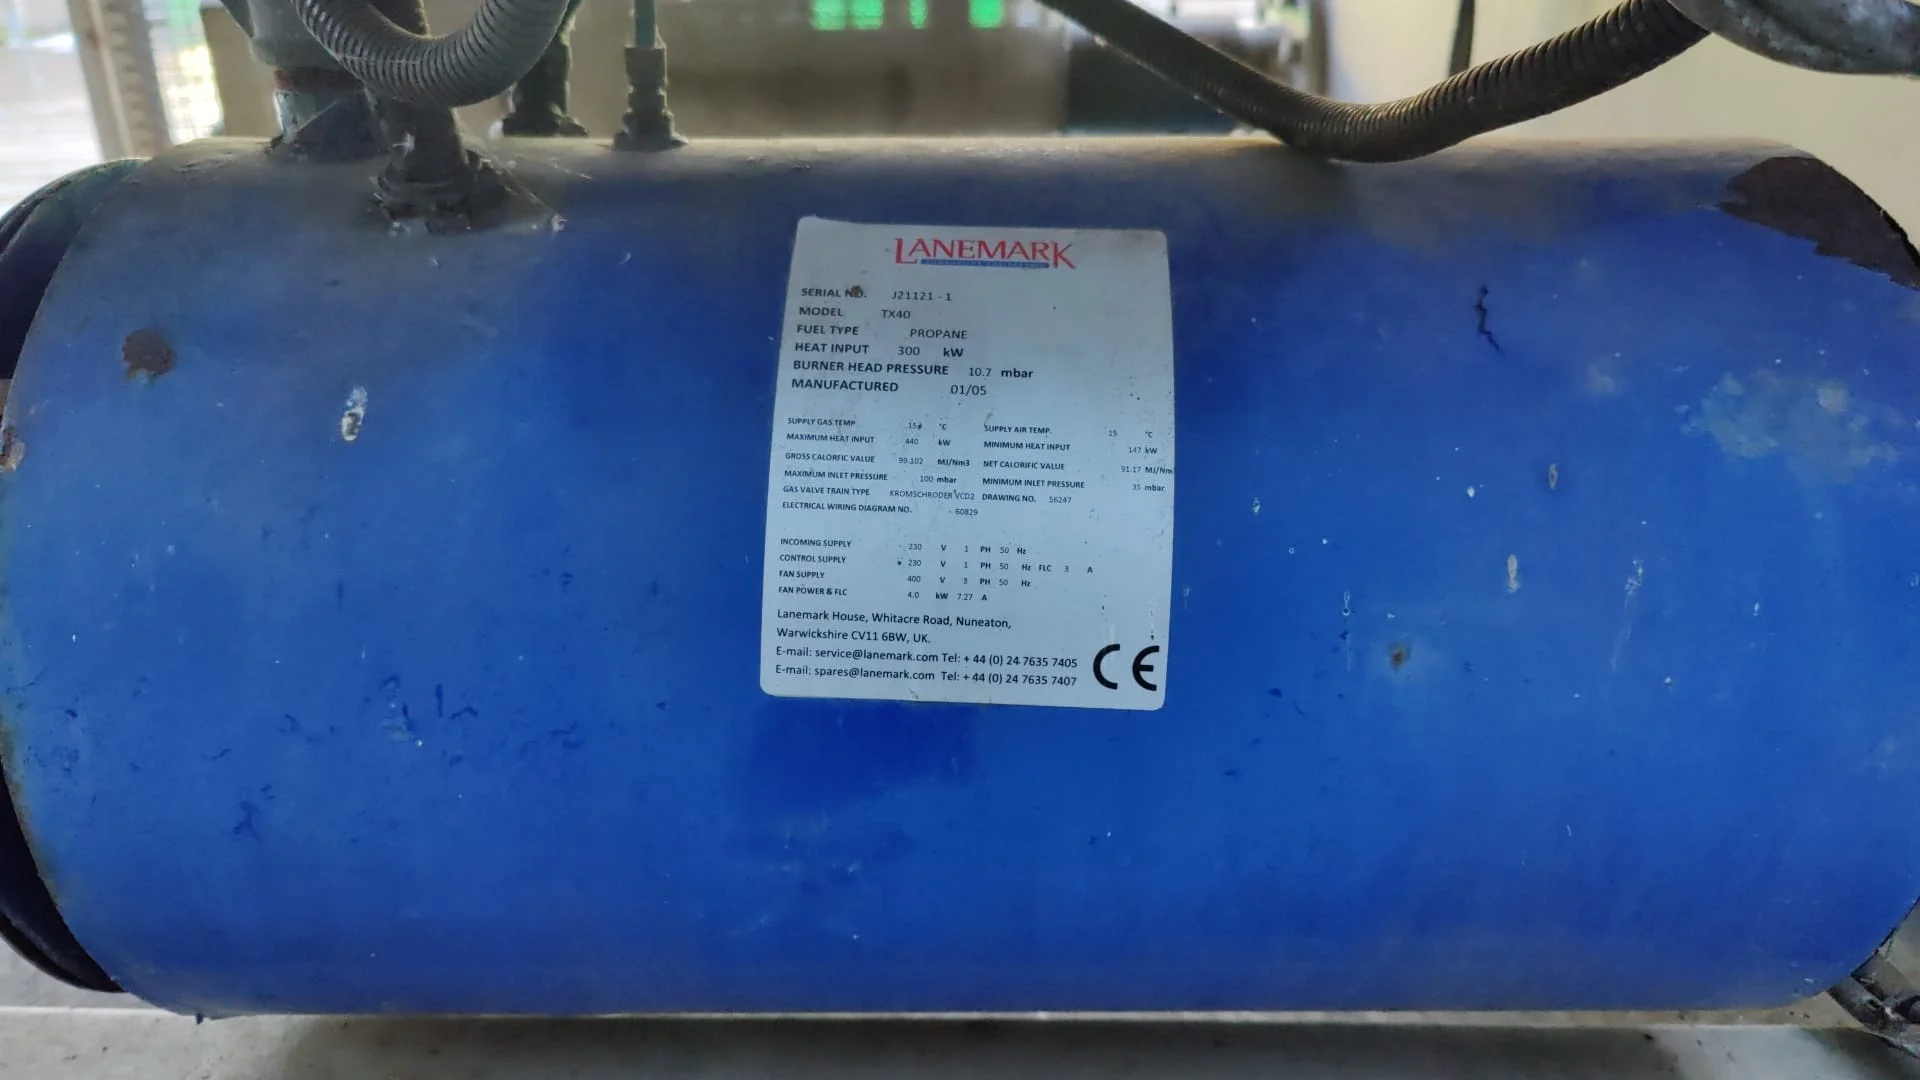 LANEMARK
SERIAL NO. J21121 - 1
MODEL TX40
FUEL TYPE PROPANE
HEAT INPUT 300 kW
BURNER HEAD PRESSURE 10.7 mbar
MANUFACTURED 01/05
SUPPLY GAS TEMP 15 °C SUPPLY AIR TEMP. 15 °C
MAXIMUM HEAT INPUT 440 kW MINIMUM HEAT INPUT 147 kW
GROSS CALORFIC VALUE 99.102 MJ/Nm3 NET CALORIFIC VALUE 91.17 MJ/Nm
MAXIMUM INLET PRESSURE 100 mbar MINIMUM INLET PRESSURE 35 mbar
GAS VALVE TRAIN TYPE KROMSCHRODER VCD2 DRAWING NO. 56247
ELECTRICAL WIRING DIAGRAM NO. 60829
INCOMING SUPPLY 230 V 1 PH 50 Hz
CONTROL SUPPLY 230 V 1 PH 50 Hz FLC 3 A
FAN SUPPLY 400 V 3 PH 50 Hz
FAN POWER & FLC 4.0 kW 7.27 A
Lanemark House, Whitacre Road, Nuneaton,
Warwickshire CV11 6BW, UK.
E-mail: service@lanemark.com Tel: + 44 (0) 24 7635 7405
E-mail: spares@lanemark.com Tel: + 44 (0) 24 7635 7407
CE